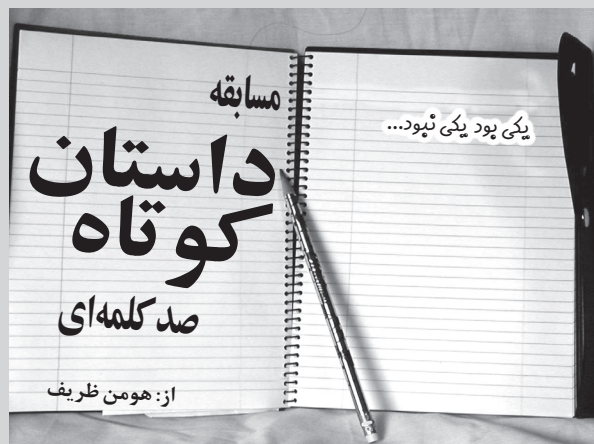 مسابقه
داستان
کوتاه
صد کلمه‌ای
از: هومن ظریف
یکی بود یکی نبود...